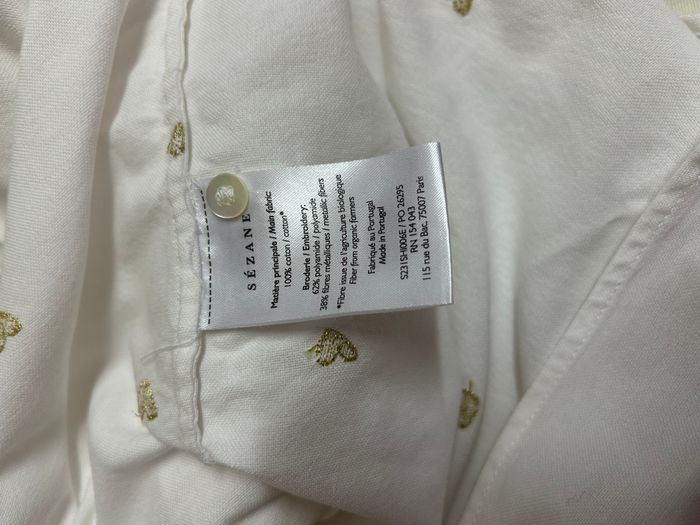 SÉZANE
Matière principale / Main fabric:
100% coton / cotton*
Broderie / Embroidery:
62% polyamide / polyamide
38% fibres métalliques / metallic fibers
*Fibre issue de l'agriculture biologique
Fiber from organic farmers
Fabriqué au Portugal
Made in Portugal
S231SHI006E / PO 26295
RN 154 043
115 rue du Bac, 75007 Paris